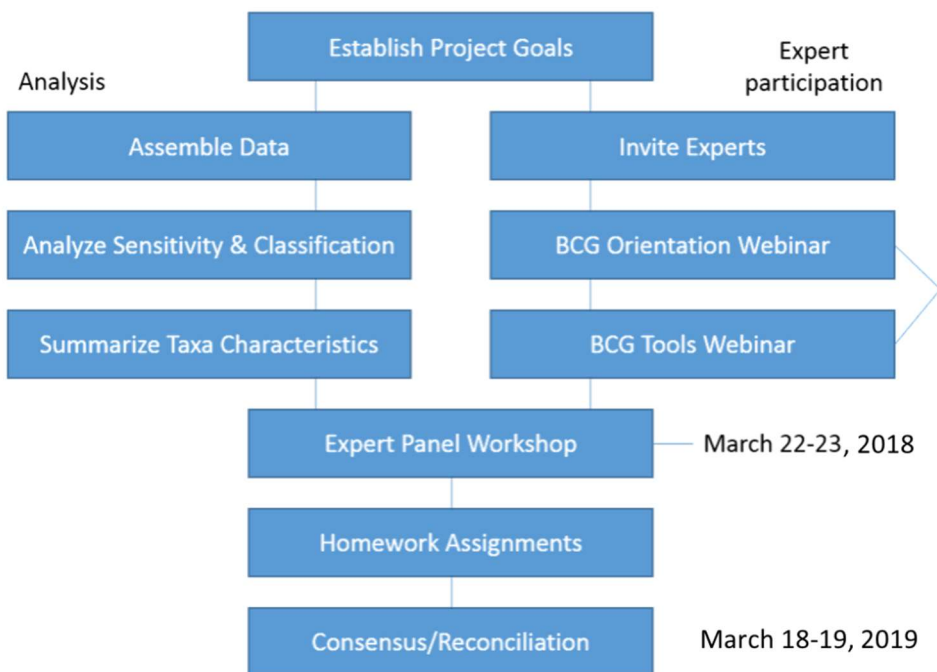 Establish Project Goals
Analysis
Expert
participation
Assemble Data
Invite Experts
Analyze Sensitivity & Classification
BCG Orientation Webinar
Summarize Taxa Characteristics
BCG Tools Webinar
Expert Panel Workshop
March 22-23, 2018
Homework Assignments
Consensus/Reconciliation
March 18-19, 2019